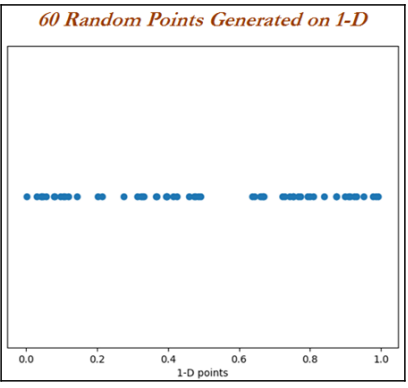 60 Random Points Generated on 1-D
0.0 0.2 0.4 0.6 0.8 1.0
1-D points